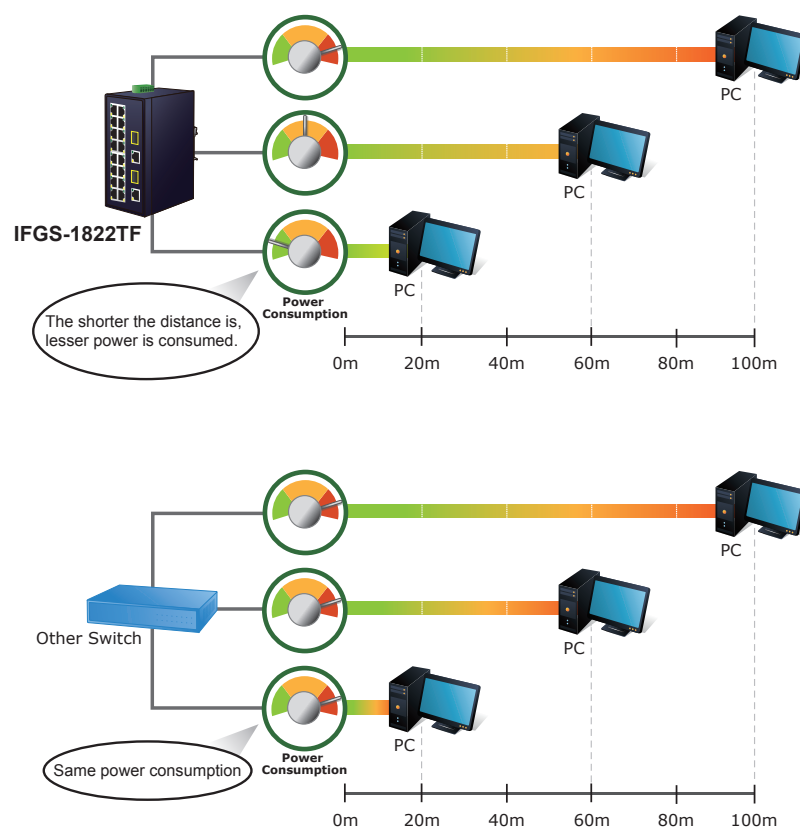 PC
PC
IFGS-1822TF
PC
Power
Consumption
The shorter the distance is,
lesser power is consumed.
0m 20m 40m 60m 80m 100m
PC
Other Switch
PC
PC
Power
Consumption
Same power consumption
0m 20m 40m 60m 80m 100m